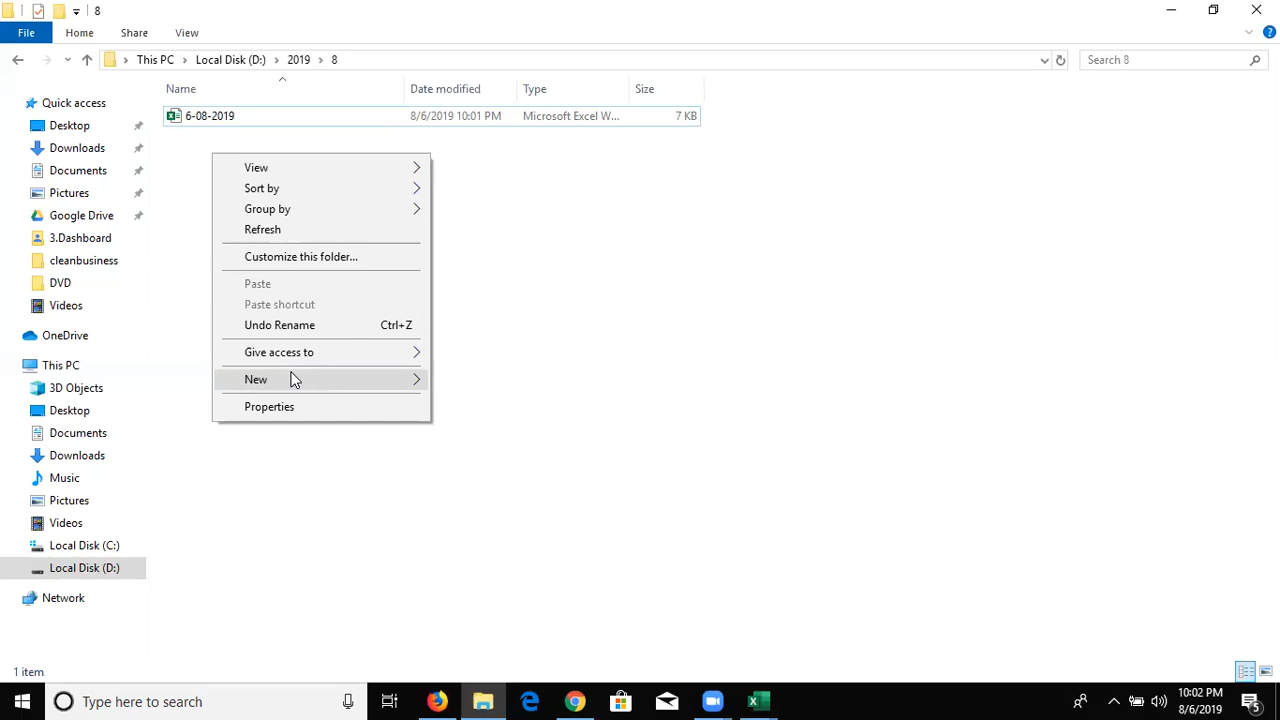 8
File
Home
Share
View
This PC
Local Disk (D:)
2019
8
Search 8
Name
Date modified
Type
Size
6-08-2019
8/6/2019 10:01 PM
Microsoft Excel W...
7 KB
Quick access
Desktop
Downloads
Documents
Pictures
Google Drive
3.Dashboard
cleanbusiness
DVD
Videos
OneDrive
This PC
3D Objects
Desktop
Documents
Downloads
Music
Pictures
Videos
Local Disk (C:)
Local Disk (D:)
Network
View
Sort by
Group by
Refresh
Customize this folder...
Paste
Paste shortcut
Undo Rename Ctrl+Z
Give access to
New
Properties
1 item
Type here to search
10:02 PM
8/6/2019
5